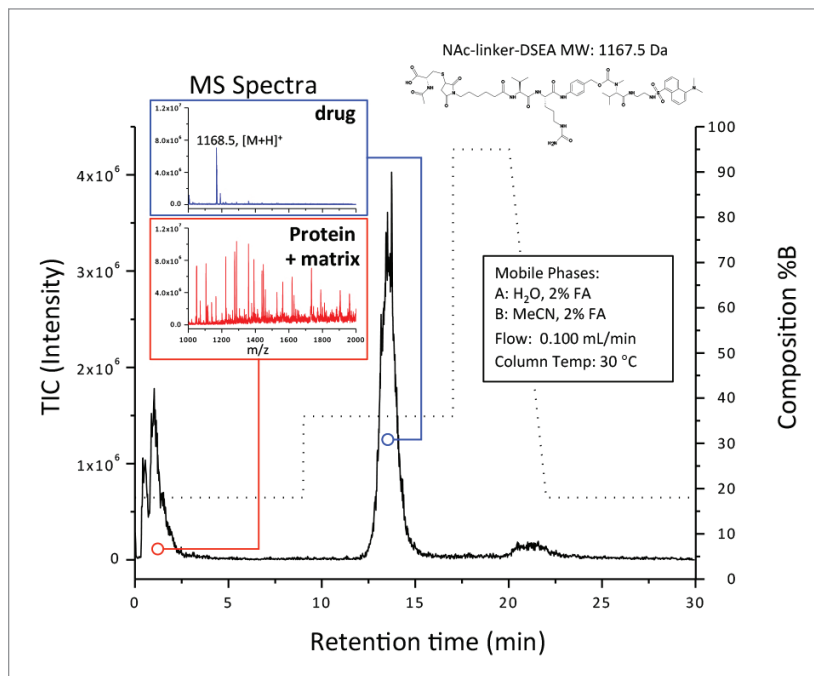 NAc-linker-DSEA MW: 1167.5 Da
MS Spectra
drug
1168.5, [M+H]⁺
1.2x10⁶
8.0x10⁶
4.0x10⁶
0.0
Protein
+ matrix
1.2x10⁷
8.0x10⁶
4.0x10⁶
0.0
1000 1200 1400 1600 1800 2000
m/z
Mobile Phases:
A: H₂O, 2% FA
B: MeCN, 2% FA
Flow: 0.100 mL/min
Column Temp: 30 °C
TIC (Intensity)
4x10⁶
3x10⁶
2x10⁶
1x10⁶
0
Composition %B
100
90
80
70
60
50
40
30
20
10
0
0 5 10 15 20 25 30
Retention time (min)